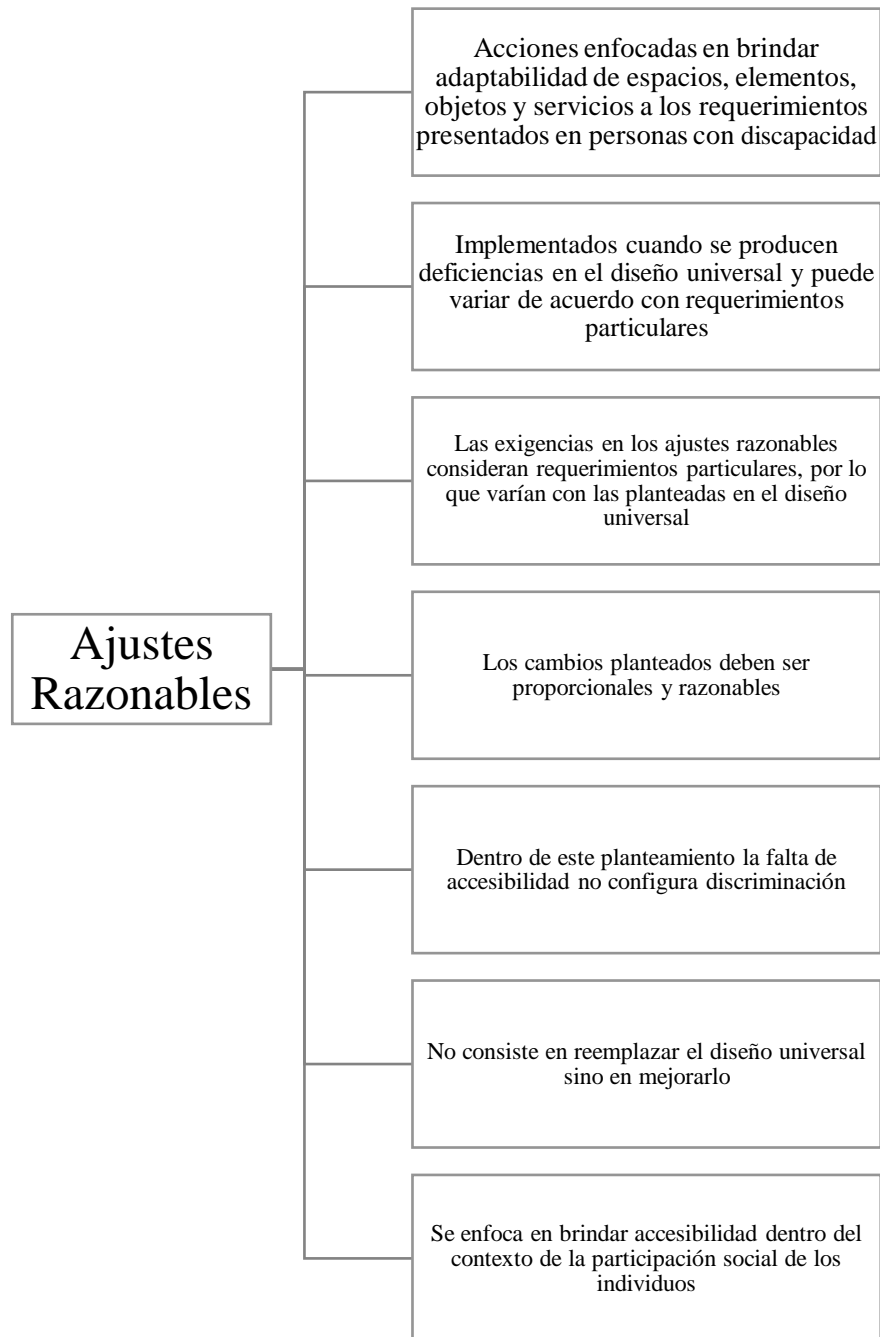 Acciones enfocadas en brindar
adaptabilidad de espacios, elementos,
objetos y servicios a los requerimientos
presentados en personas con discapacidad
Implementados cuando se producen
deficiencias en el diseño universal y puede
variar de acuerdo con requerimientos
particulares
Las exigencias en los ajustes razonables
consideran requerimientos particulares, por lo
que varían con las planteadas en el diseño
universal
Ajustes
Razonables
Los cambios planteados deben ser
proporcionales y razonables
Dentro de este planteamiento la falta de
accesibilidad no configura discriminación
No consiste en reemplazar el diseño universal
sino en mejorarlo
Se enfoca en brindar accesibilidad dentro del
contexto de la participación social de los
individuos